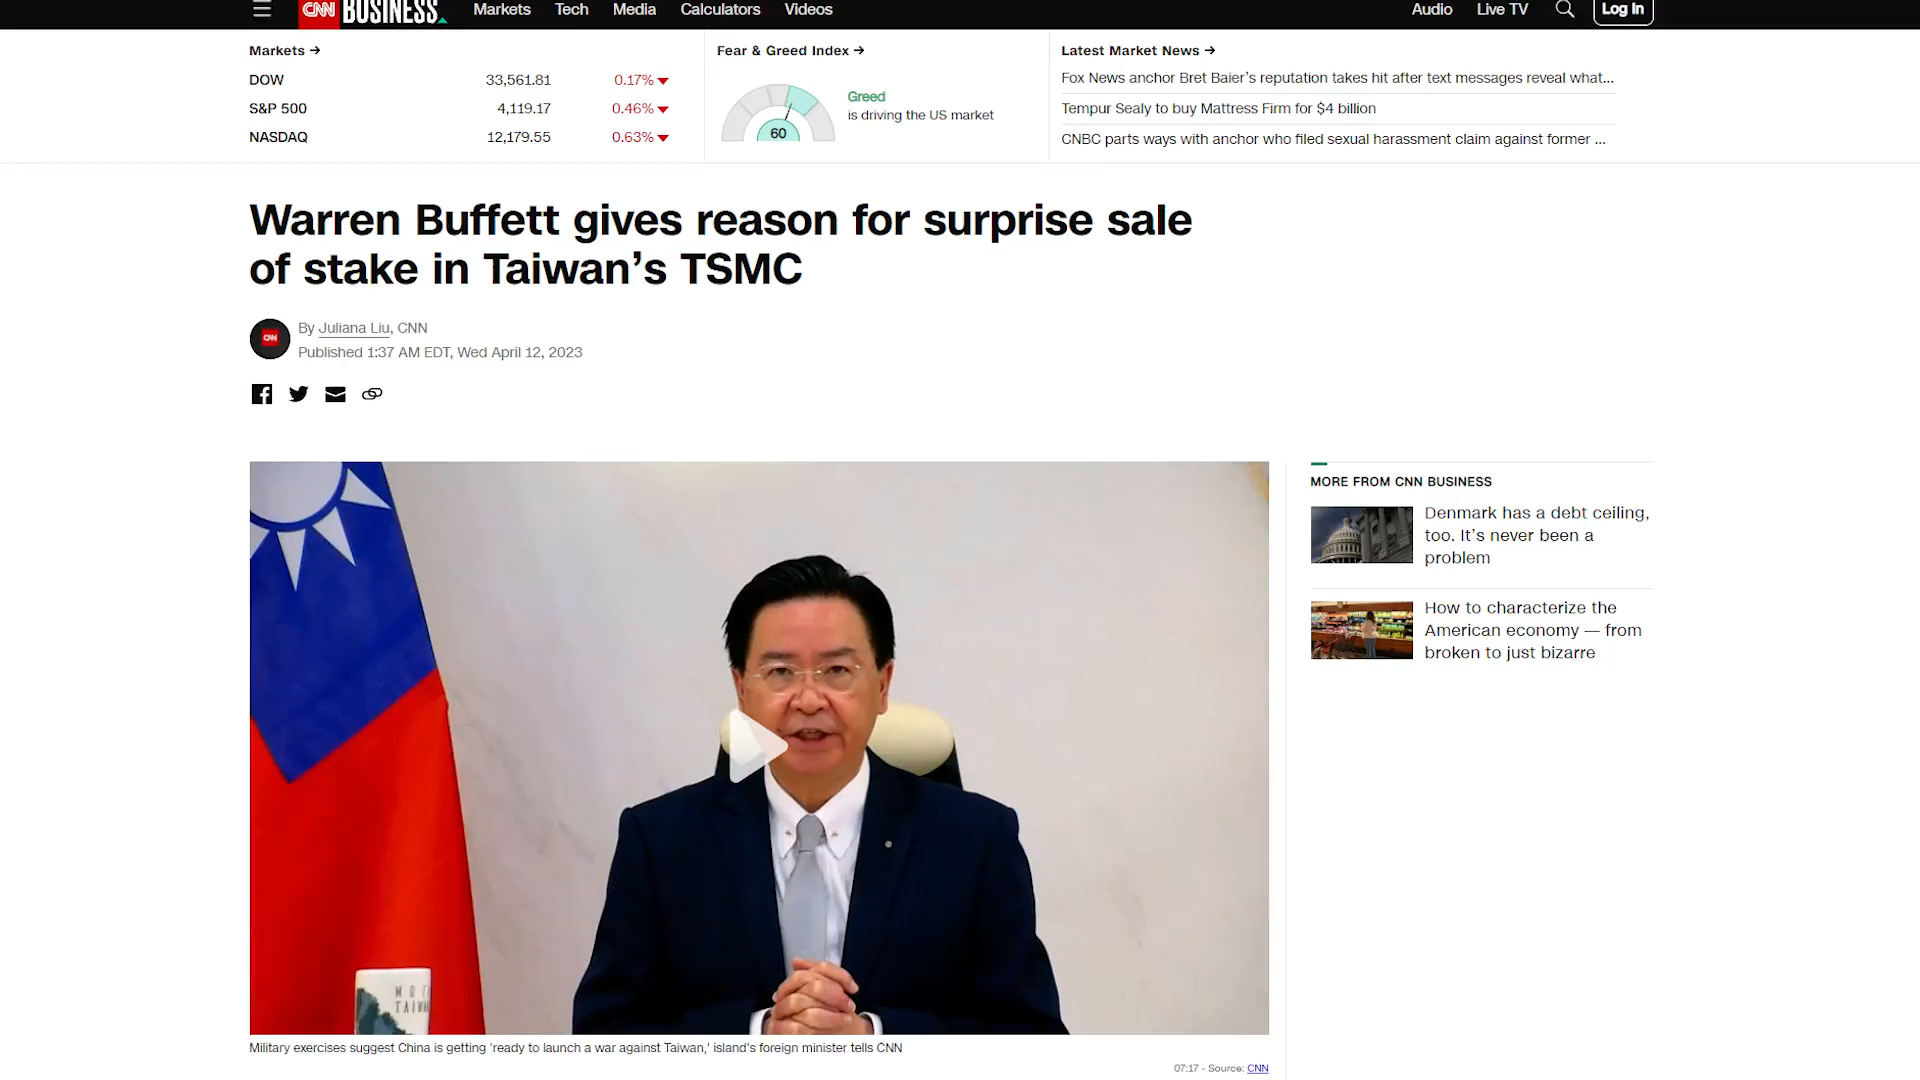 CNN BUSINESS
Markets Tech Media Calculators Videos
Audio Live TV Log In
Markets →
DOW 33,561.81 0.17%
S&P 500 4,119.17 0.46%
NASDAQ 12,179.55 0.63%
Fear & Greed Index →
60
Greed
is driving the US market
Latest Market News →
Fox News anchor Bret Baier’s reputation takes hit after text messages reveal what...
Tempur Sealy to buy Mattress Firm for $4 billion
CNBC parts ways with anchor who filed sexual harassment claim against former ...
Warren Buffett gives reason for surprise sale
of stake in Taiwan’s TSMC
CNN
By Juliana Liu, CNN
Published 1:37 AM EDT, Wed April 12, 2023
TAIWAN
Military exercises suggest China is getting 'ready to launch a war against Taiwan,' island's foreign minister tells CNN
07:17 - Source: CNN
MORE FROM CNN BUSINESS
Denmark has a debt ceiling,
too. It’s never been a
problem
How to characterize the
American economy — from
broken to just bizarre